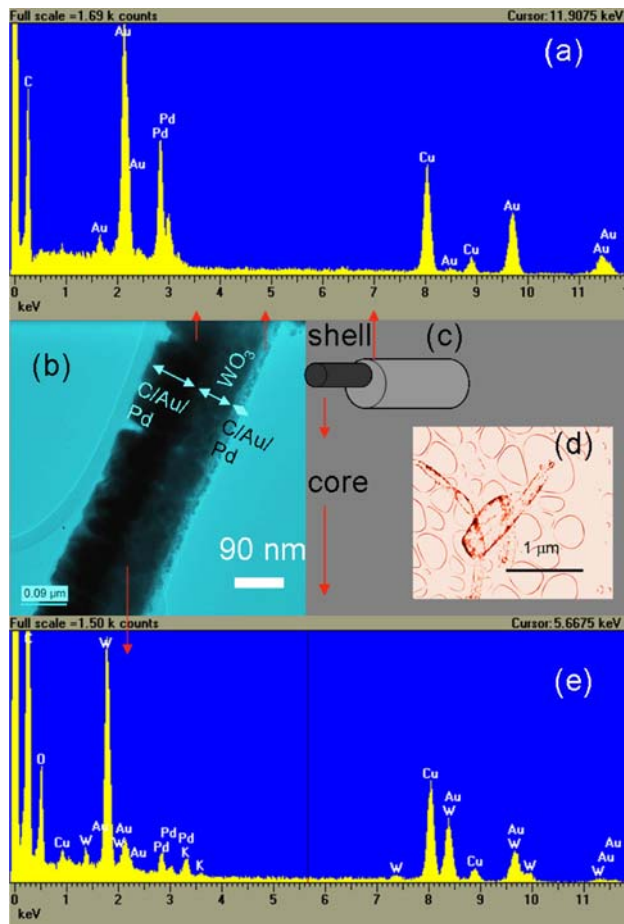 Full scale =1.69 k counts Cursor: 11.9075 keV
(a)
Au
C
Pd
Pd
Au
Au
Cu
Au
Cu
Au
Au
Au
0 1 2 3 4 5 6 7 8 9 10 11
keV
(b)
WO3
C/Au/
Pd
C/Au/
Pd
90 nm
0.09 µm
shell
(c)
core
(d)
1 µm
Full scale =1.50 k counts Cursor: 5.6675 keV
(e)
C
W
O
Cu
W
Au
Au
W
Au
Pd
Pd
Pd
K
K
W
Cu
Au
W
Cu
Au
W
W
Au
Au
W
0 1 2 3 4 5 6 7 8 9 10 11
keV